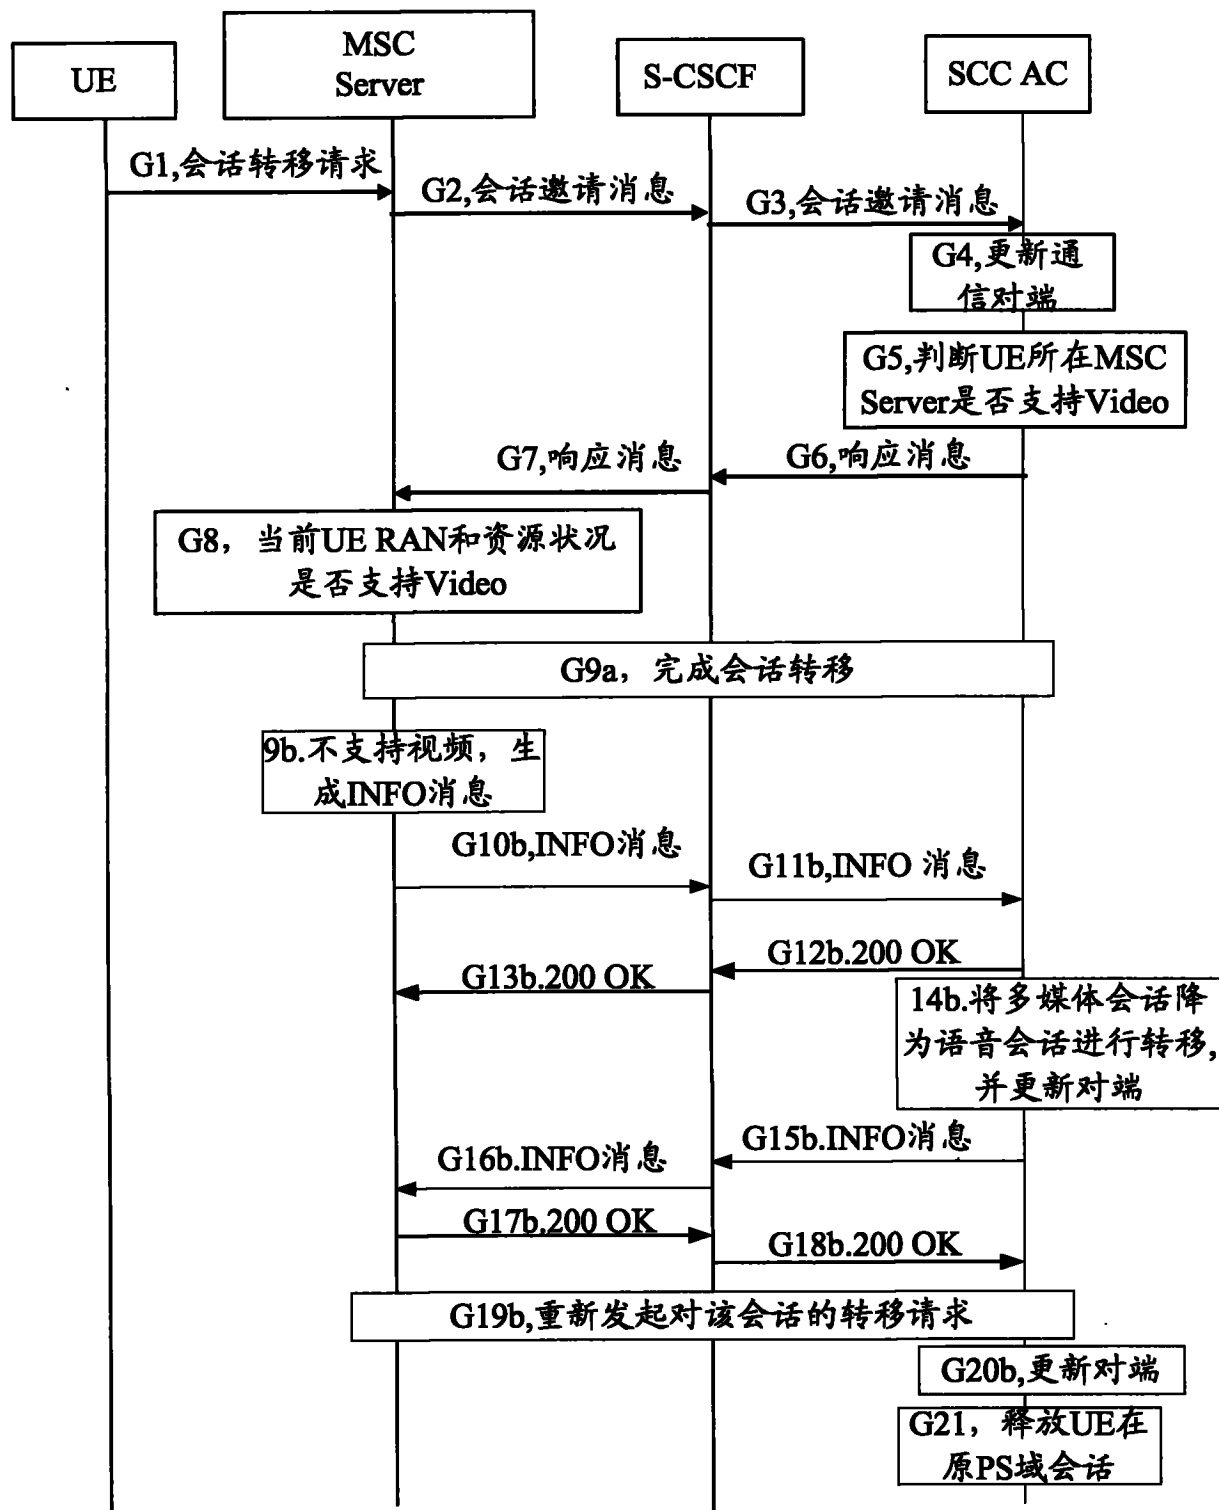 UE
MSC
Server
S-CSCF
SCC AC
G1,会话转移请求
G2,会话邀请消息
G3,会话邀请消息
G4,更新通
信对端
G5,判断UE所在MSC
Server是否支持Video
G6,响应消息
G7,响应消息
G8，当前UE RAN和资源状况
是否支持Video
G9a，完成会话转移
9b.不支持视频，生
成INFO消息
G10b,INFO消息
G11b,INFO 消息
G12b.200 OK
G13b.200 OK
14b.将多媒体会话降
为语音会话进行转移,
并更新对端
G15b.INFO消息
G16b.INFO消息
G17b.200 OK
G18b.200 OK
G19b,重新发起对该会话的转移请求
G20b,更新对端
G21，释放UE在
原PS域会话